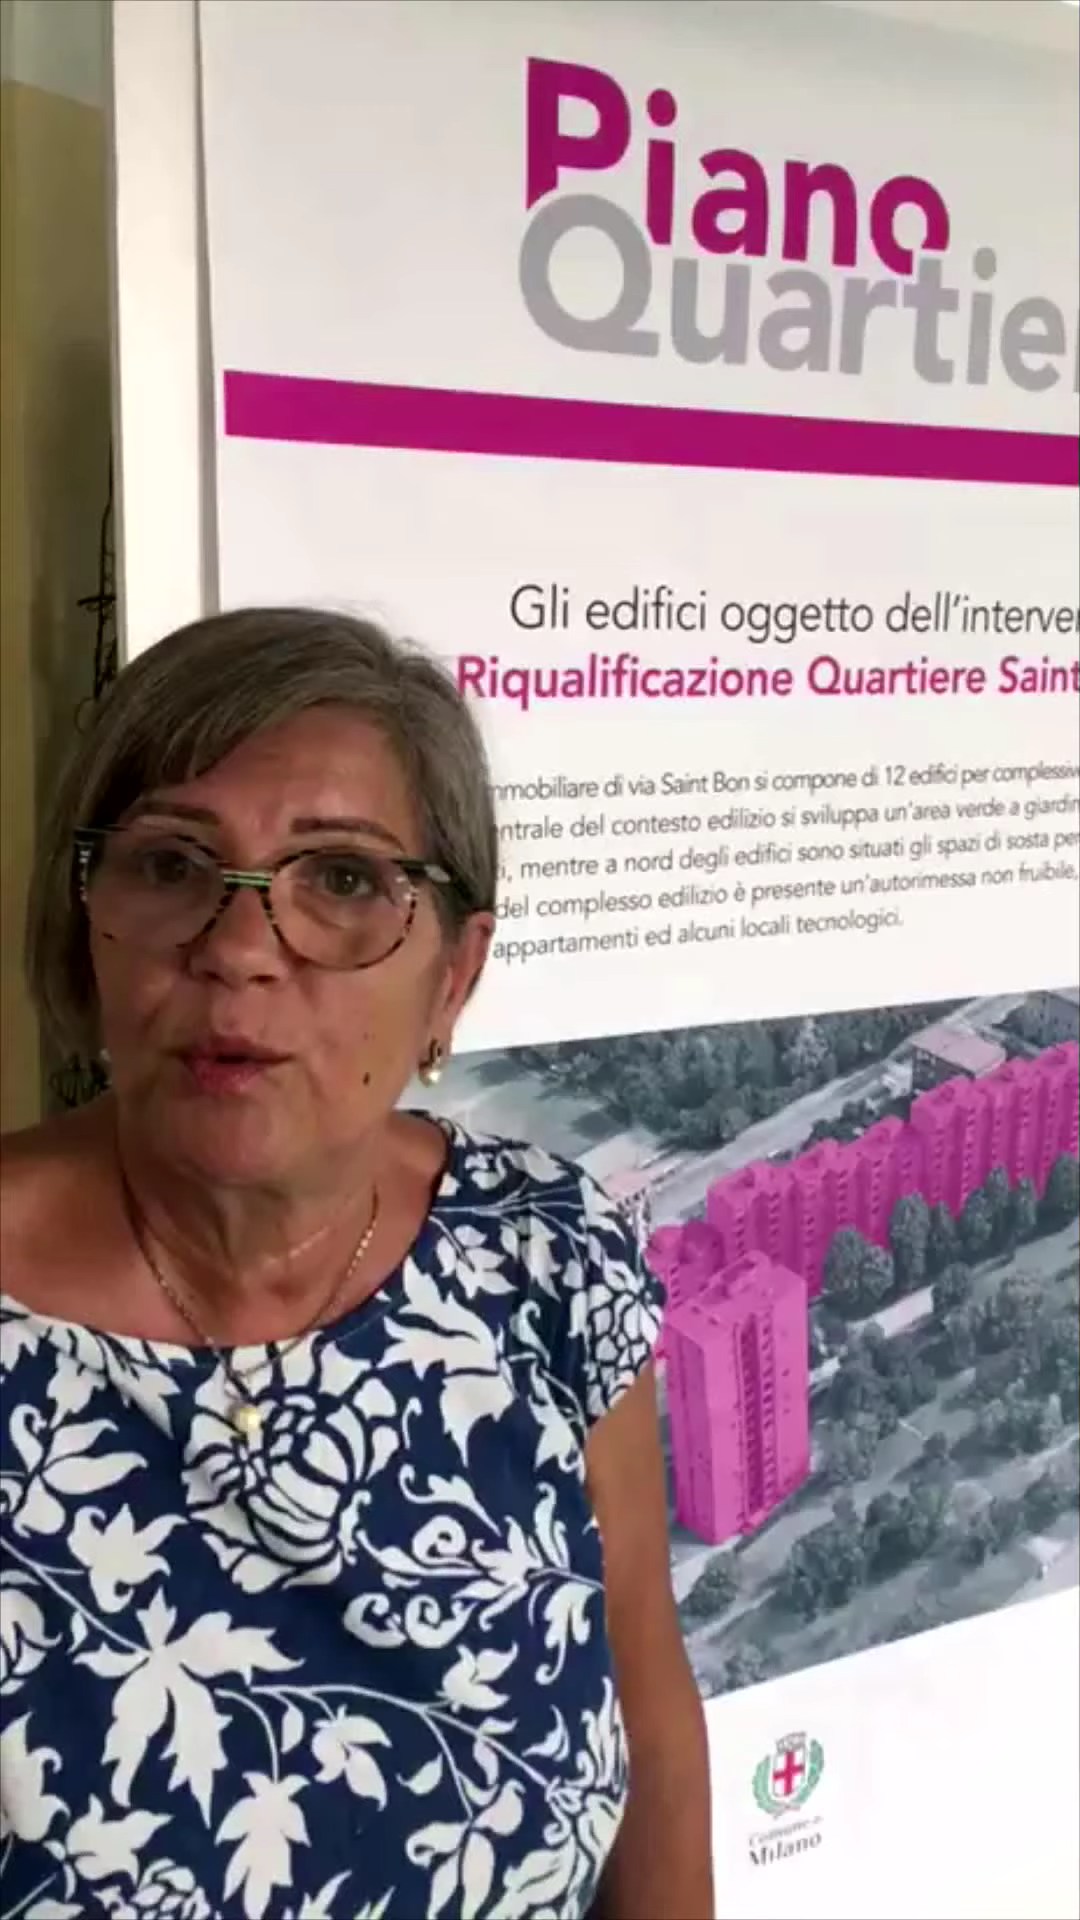 Piano
Quartie
Gli edifici oggetto dell'interve
Riqualificazione Quartiere Saint
mmobiliare di via Saint Bon si compone di 12 edifici per complessiv
ntrale del contesto edilizio si sviluppa un'area verde a giardin
i, mentre a nord degli edifici sono situati gli spazi di sosta per
del complesso edilizio è presente un'autorimessa non fruibile,
appartamenti ed alcuni locali tecnologici.
Comune di
Milano